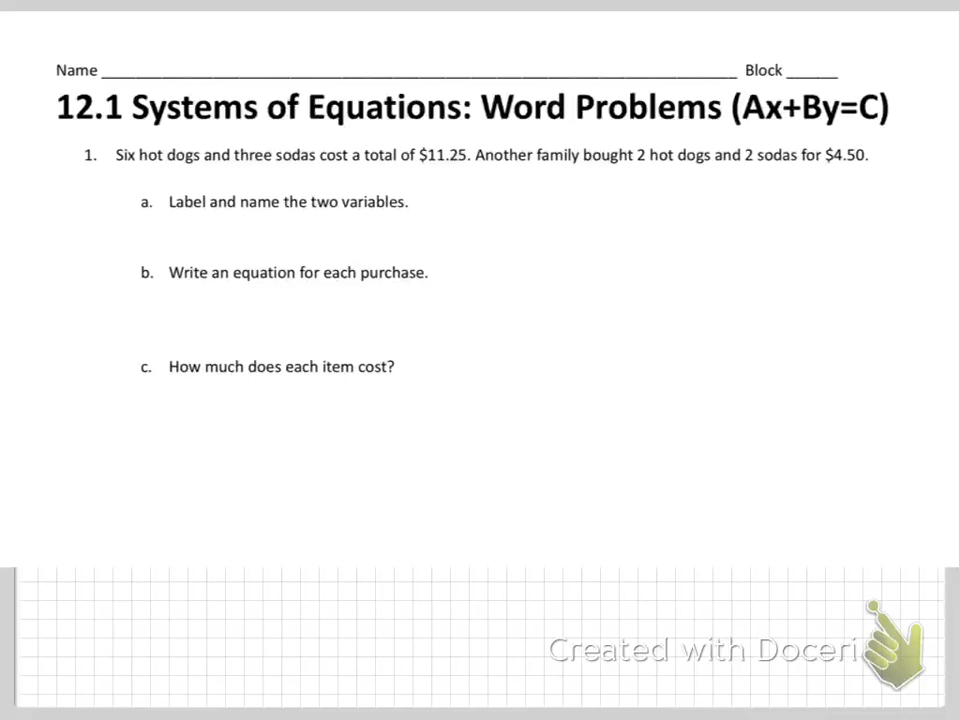 Name ______________________ Block ______
12.1 Systems of Equations: Word Problems (Ax+By=C)
1. Six hot dogs and three sodas cost a total of $11.25. Another family bought 2 hot dogs and 2 sodas for $4.50.
a. Label and name the two variables.
b. Write an equation for each purchase.
c. How much does each item cost?
Created with Doceri